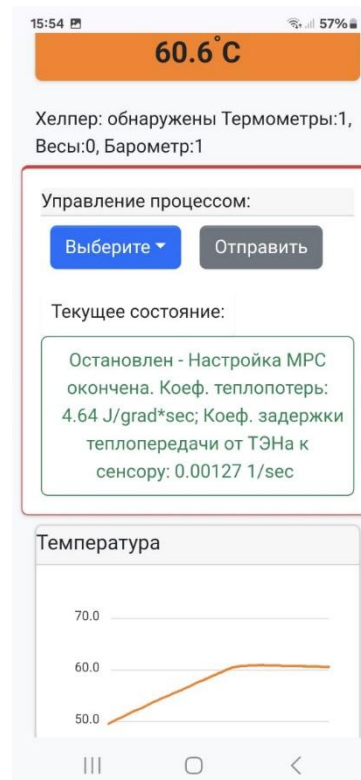 15:54 57%
60.6°C
Хелпер: обнаружены Термометры:1,
Весы:0, Барометр:1
Управление процессом:
Выберите Отправить
Текущее состояние:
Остановлен - Настройка МРС
окончена. Коеф. теплопотерь:
4.64 J/grad*sec; Коеф. задержки
теплопередачи от ТЭНа к
сенсору: 0.00127 1/sec
Температура
70.0
60.0
50.0